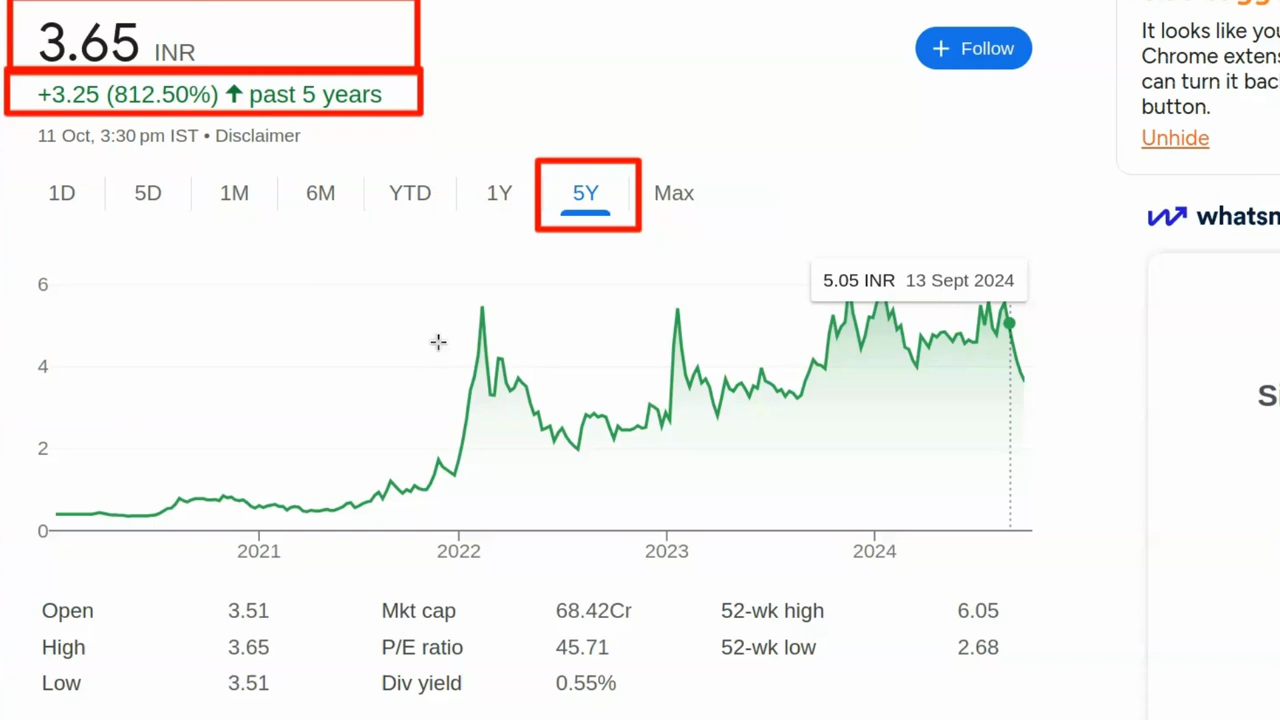 3.65 INR
+ Follow
+3.25 (812.50%) ↑ past 5 years
11 Oct, 3:30 pm IST • Disclaimer
1D 5D 1M 6M YTD 1Y 5Y Max
5.05 INR 13 Sept 2024
6
4
2
0
2021 2022 2023 2024
Open 3.51 Mkt cap 68.42Cr 52-wk high 6.05
High 3.65 P/E ratio 45.71 52-wk low 2.68
Low 3.51 Div yield 0.55%
It looks like you
Chrome extens
can turn it bac
button.
Unhide
whatsm
Si